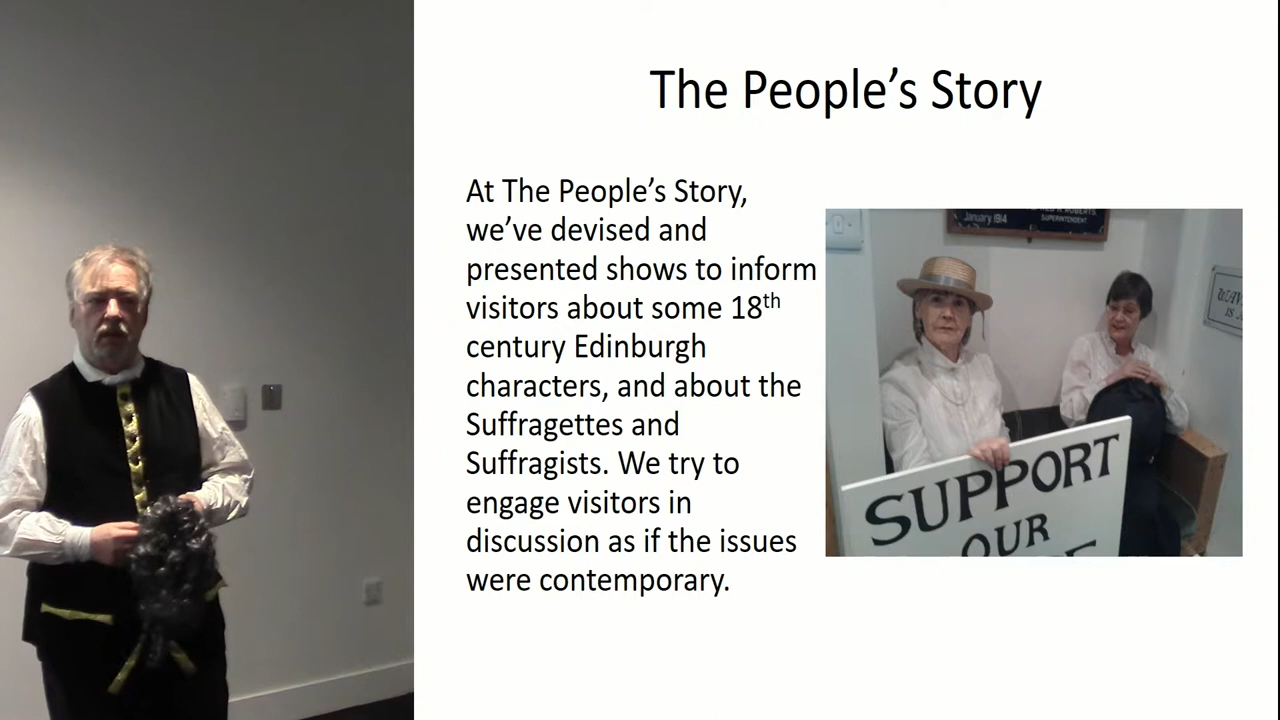 The People's Story
At The People's Story,
we've devised and
presented shows to inform
visitors about some 18th
century Edinburgh
characters, and about the
Suffragettes and
Suffragists. We try to
engage visitors in
discussion as if the issues
were contemporary.
January 1914
ROBERTS
SUPERINTENDENT
SUPPORT
OUR